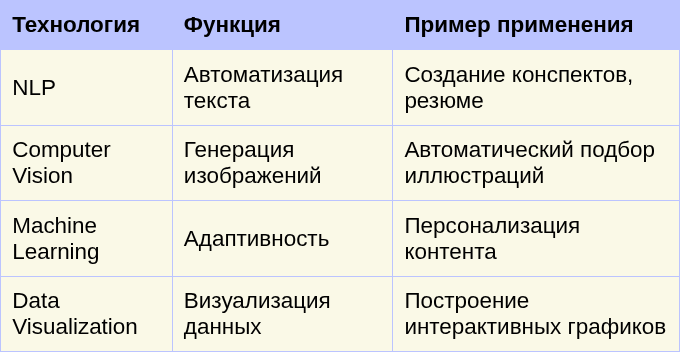 Технология Функция Пример применения
NLP Автоматизация текста Создание конспектов, резюме
Computer Vision Генерация изображений Автоматический подбор иллюстраций
Machine Learning Адаптивность Персонализация контента
Data Visualization Визуализация данных Построение интерактивных графиков